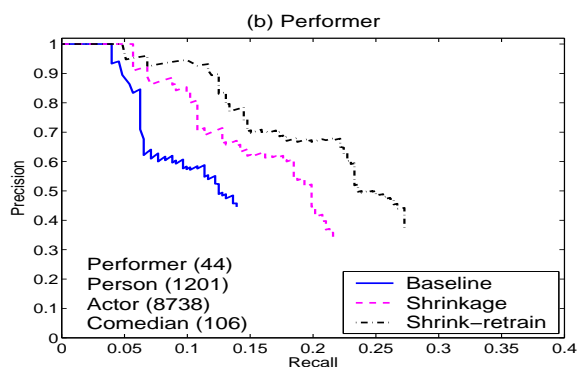 (b) Performer
1
0.9
0.8
0.7
0.6
0.5
0.4
0.3
0.2
0.1
0
Precision
Performer (44)
Person (1201)
Actor (8738)
Comedian (106)
Baseline
Shrinkage
Shrink−retrain
0 0.05 0.1 0.15 0.2 0.25 0.3 0.35 0.4
Recall